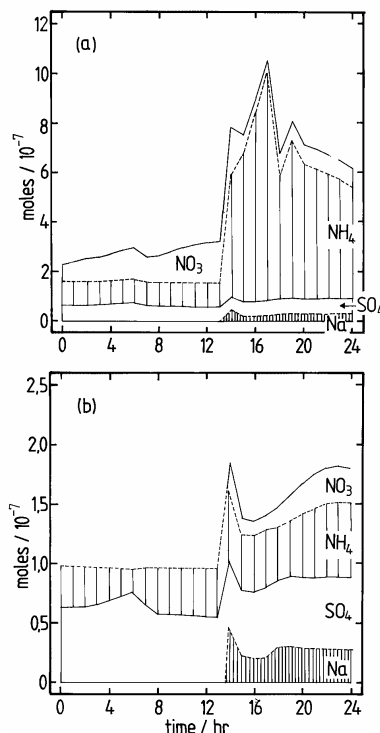 12
(a)
10
8
6
4
2
0
moles / 10⁻⁷
NO₃
NH₄
SO₄
Na
0 4 8 12 16 20 24
2,5
(b)
2,0
1,5
1,0
0,5
0
moles / 10⁻⁷
NO₃
NH₄
SO₄
Na
0 4 8 12 16 20 24
time / hr